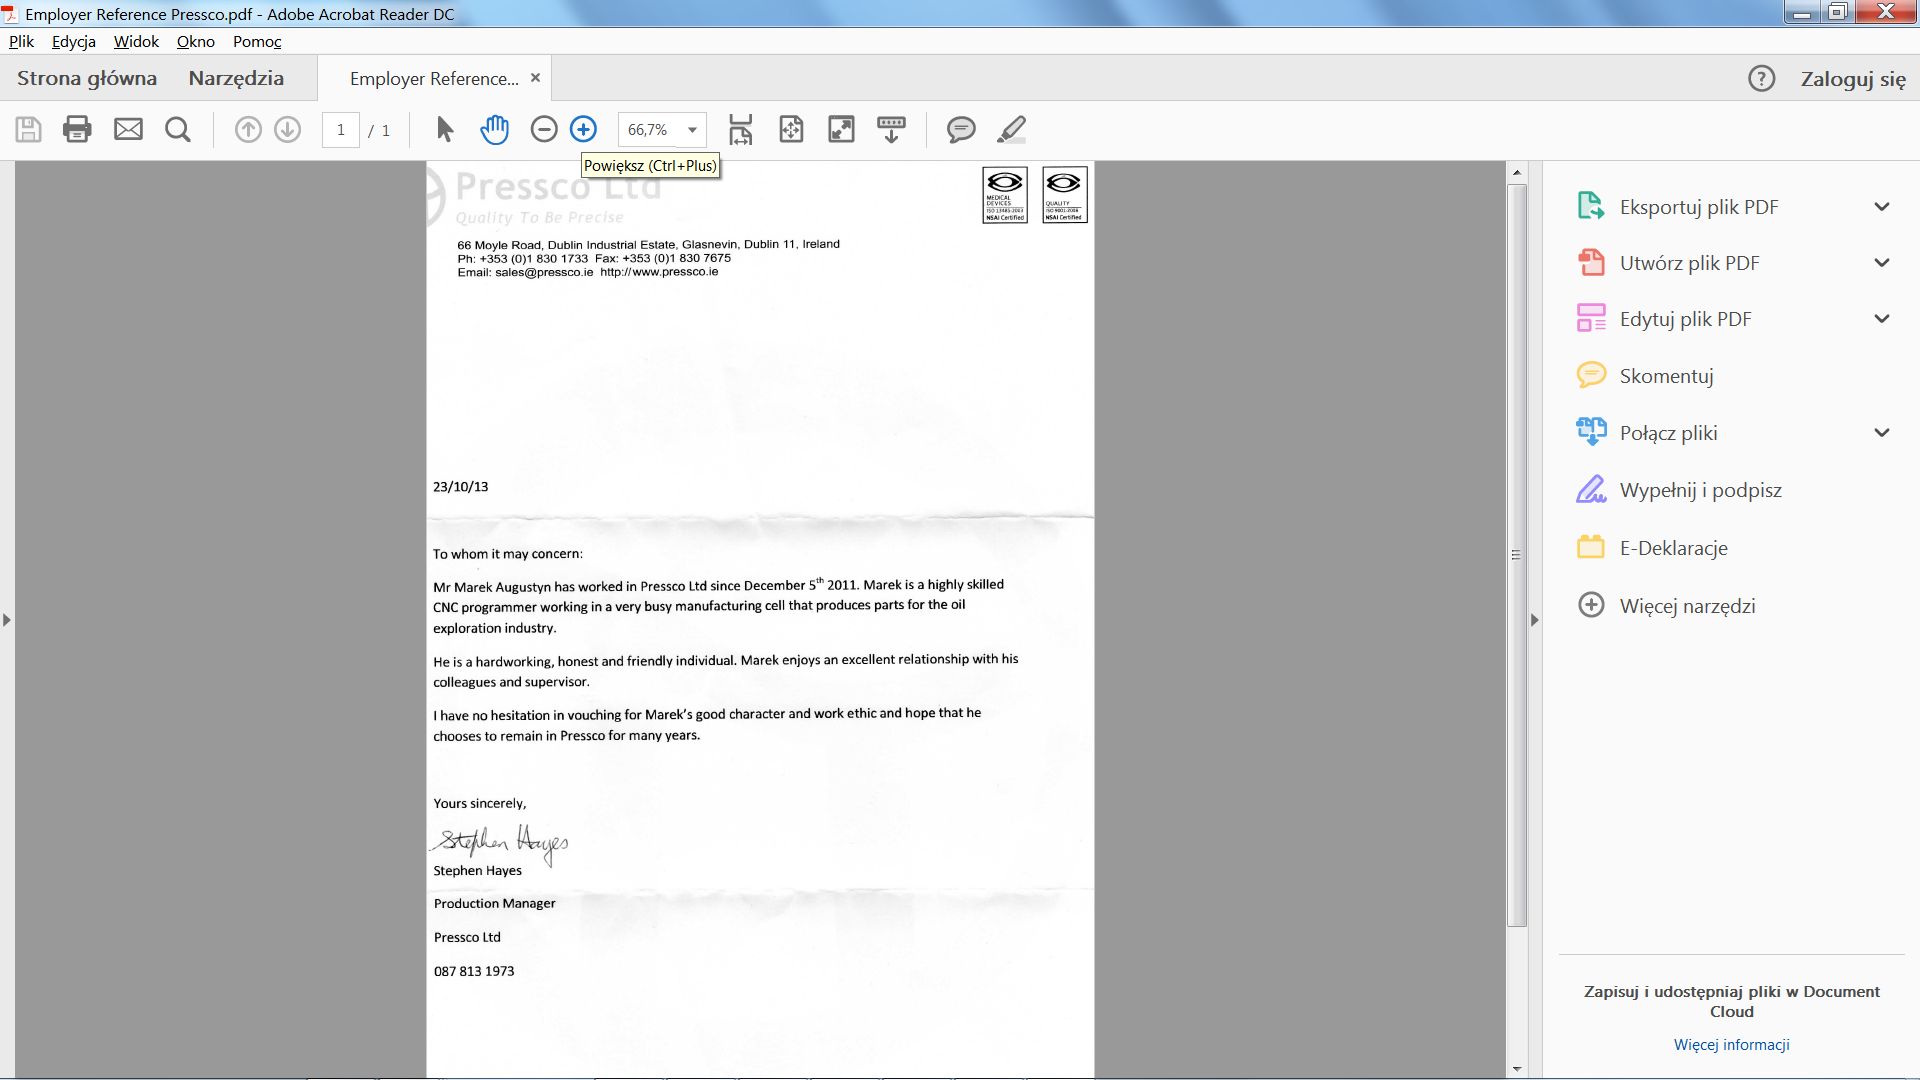 Employer Reference Pressco.pdf - Adobe Acrobat Reader DC
Plik Edycja Widok Okno Pomoc
Strona główna Narzędzia Employer Reference... × ? Zaloguj się
1 / 1 66,7%
Powiększ (Ctrl+Plus)
Pressco Ltd
Quality To Be Precise
MEDICAL
DEVICES
ISO 13485:2003
NSAI Certified
QUALITY
ISO 9001:2008
NSAI Certified
66 Moyle Road, Dublin Industrial Estate, Glasnevin, Dublin 11, Ireland
Ph: +353 (0)1 830 1733 Fax: +353 (0)1 830 7675
Email: sales@pressco.ie http://www.pressco.ie
23/10/13
To whom it may concern:
Mr Marek Augustyn has worked in Pressco Ltd since December 5th 2011. Marek is a highly skilled
CNC programmer working in a very busy manufacturing cell that produces parts for the oil
exploration industry.
He is a hardworking, honest and friendly individual. Marek enjoys an excellent relationship with his
colleagues and supervisor.
I have no hesitation in vouching for Marek's good character and work ethic and hope that he
chooses to remain in Pressco for many years.
Yours sincerely,
Stephen Hayes
Stephen Hayes
Production Manager
Pressco Ltd
087 813 1973
Eksportuj plik PDF
Utwórz plik PDF
Edytuj plik PDF
Skomentuj
Połącz pliki
Wypełnij i podpisz
E-Deklaracje
Więcej narzędzi
Zapisuj i udostępniaj pliki w Document
Cloud
Więcej informacji